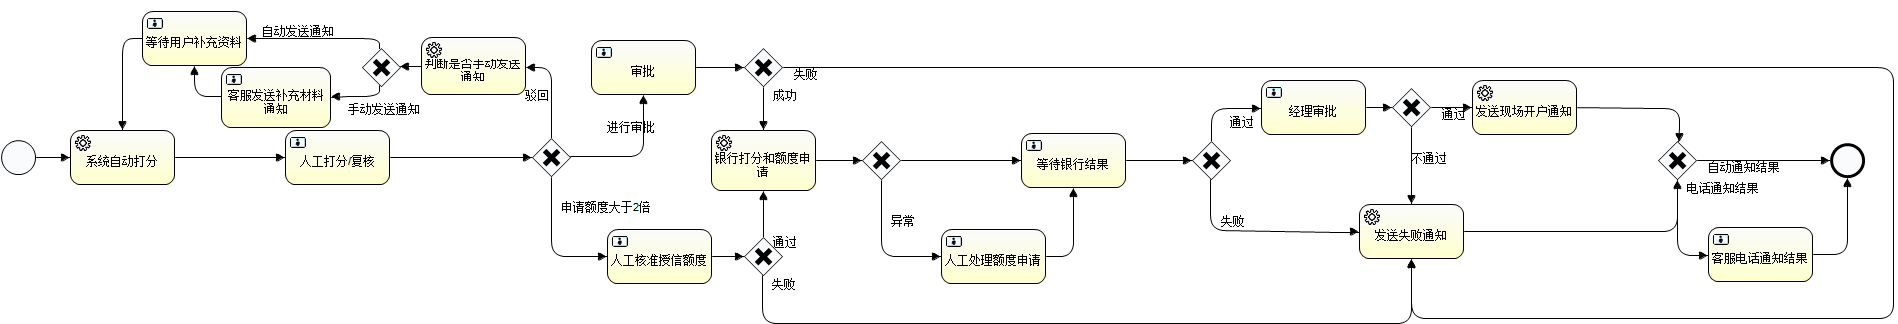 等待用户补充资料
自动发送通知
客服发送补充材料
通知
手动发送通知
判断是否手动发送
通知
驳回
系统自动打分
人工打分/复核
进行审批
审批
失败
成功
申请额度大于2倍
人工核准授信额度
通过
失败
银行打分和额度申
请
异常
人工处理额度申请
等待银行结果
通过
失败
经理审批
通过
不通过
发送现场开户通知
发送失败通知
自动通知结果
电话通知结果
客服电话通知结果